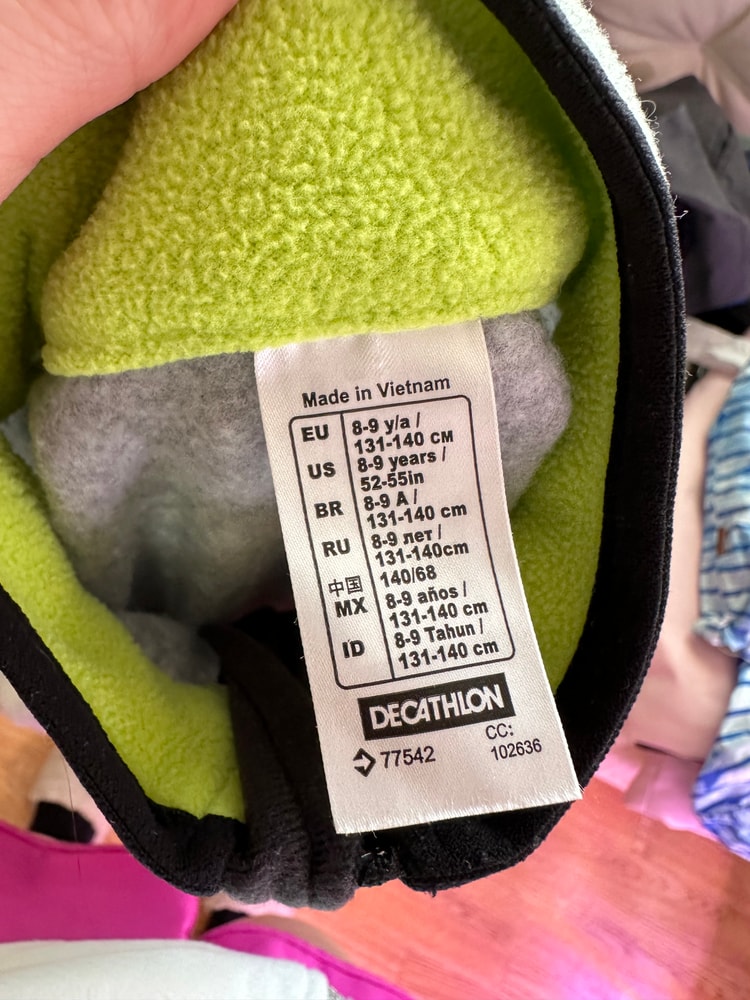 Made in Vietnam
EU 8-9 y/a /
131-140 CM
US 8-9 years /
52-55in
BR 8-9 A /
131-140 cm
RU 8-9 лет /
131-140cm
中国 140/68
MX 8-9 años /
131-140 cm
ID 8-9 Tahun /
131-140 cm
DECATHLON
77542 CC:
102636